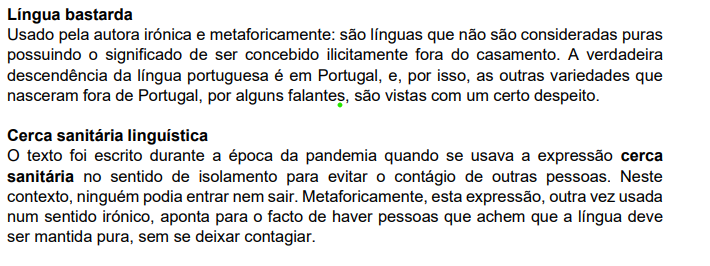 Língua bastarda
Usado pela autora irónica e metaforicamente: são línguas que não são consideradas puras
possuindo o significado de ser concebido ilicitamente fora do casamento. A verdadeira
descendência da língua portuguesa é em Portugal, e, por isso, as outras variedades que
nasceram fora de Portugal, por alguns falantes, são vistas com um certo despeito.
Cerca sanitária linguística
O texto foi escrito durante a época da pandemia quando se usava a expressão cerca
sanitária no sentido de isolamento para evitar o contágio de outras pessoas. Neste
contexto, ninguém podia entrar nem sair. Metaforicamente, esta expressão, outra vez usada
num sentido irónico, aponta para o facto de haver pessoas que achem que a língua deve
ser mantida pura, sem se deixar contagiar.